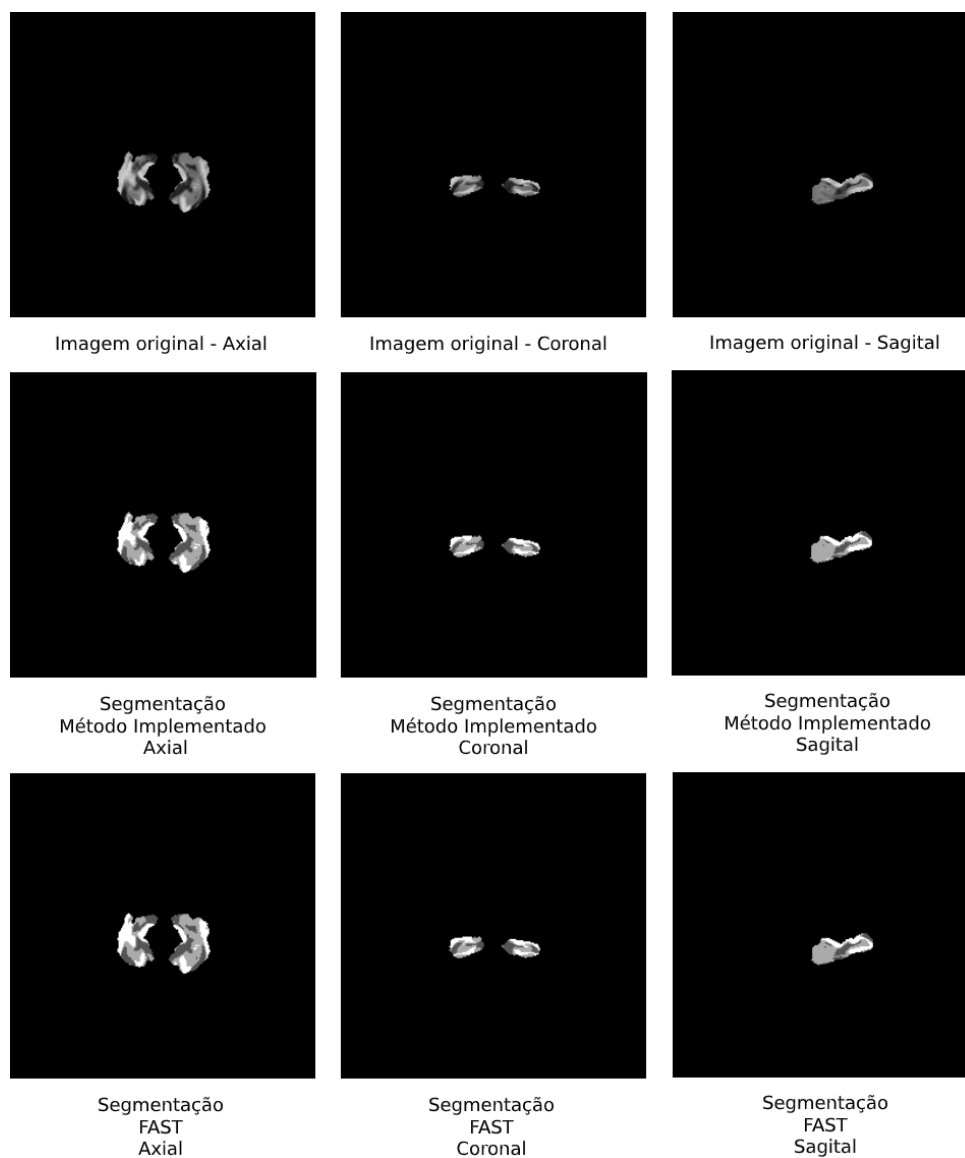 Imagem original - Axial
Imagem original - Coronal
Imagem original - Sagital
Segmentação
Método Implementado
Axial
Segmentação
Método Implementado
Coronal
Segmentação
Método Implementado
Sagital
Segmentação
FAST
Axial
Segmentação
FAST
Coronal
Segmentação
FAST
Sagital